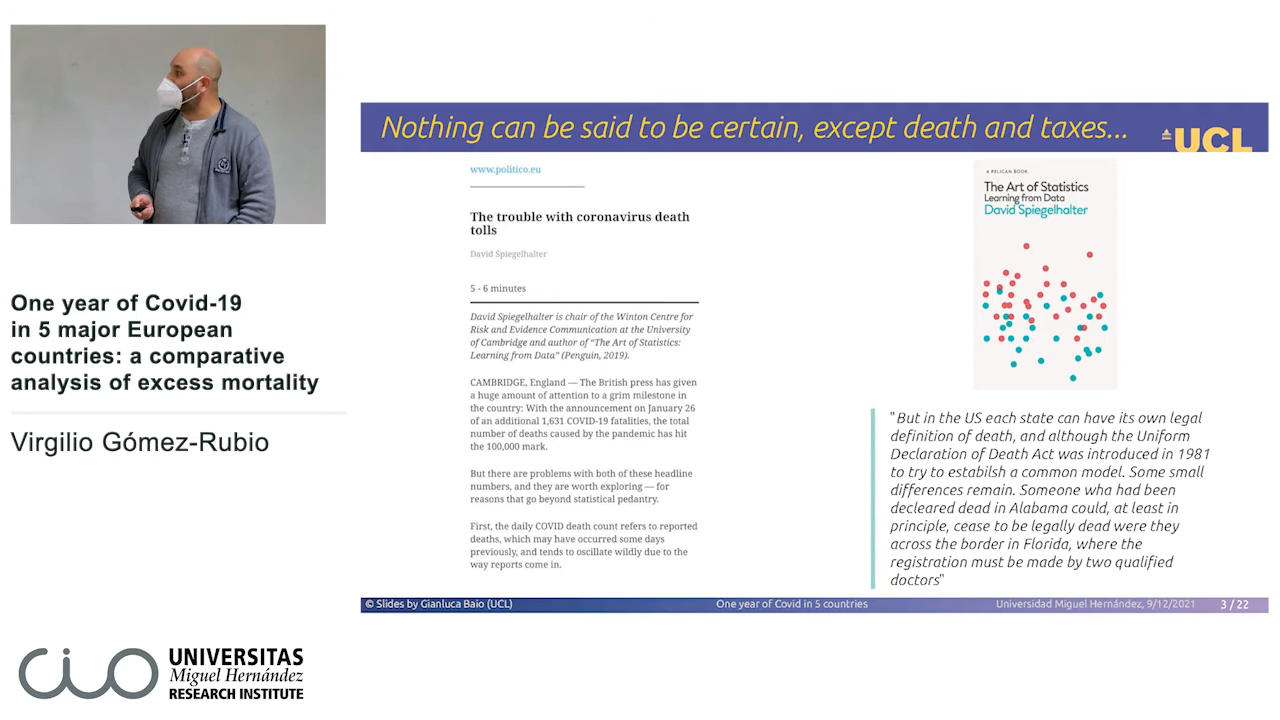 One year of Covid-19
in 5 major European
countries: a comparative
analysis of excess mortality
Virgilio Gómez-Rubio
cio
UNIVERSITAS
Miguel Hernández
RESEARCH INSTITUTE
Nothing can be said to be certain, except death and taxes...
UCL
www.politico.eu
The trouble with coronavirus death
tolls
David Spiegelhalter
5 - 6 minutes
David Spiegelhalter is chair of the Winton Centre for
Risk and Evidence Communication at the University
of Cambridge and author of “The Art of Statistics:
Learning from Data” (Penguin, 2019).
CAMBRIDGE, England — The British press has given
a huge amount of attention to a grim milestone in
the country: With the announcement on January 26
of an additional 1,631 COVID-19 fatalities, the total
number of deaths caused by the pandemic has hit
the 100,000 mark.
But there are problems with both of these headline
numbers, and they are worth exploring — for
reasons that go beyond statistical pedantry.
First, the daily COVID death count refers to reported
deaths, which may have occurred some days
previously, and tends to oscillate wildly due to the
way reports come in.
A PELICAN BOOK
The Art of Statistics
Learning from Data
David Spiegelhalter
"But in the US each state can have its own legal
definition of death, and although the Uniform
Declaration of Death Act was introduced in 1981
to try to estabilsh a common model. Some small
differences remain. Someone wha had been
decleared dead in Alabama could, at least in
principle, cease to be legally dead were they
across the border in Florida, where the
registration must be made by two qualified
doctors"
© Slides by Gianluca Baio (UCL)
One year of Covid in 5 countries
Universidad Miguel Hernández, 9/12/2021
3 / 22